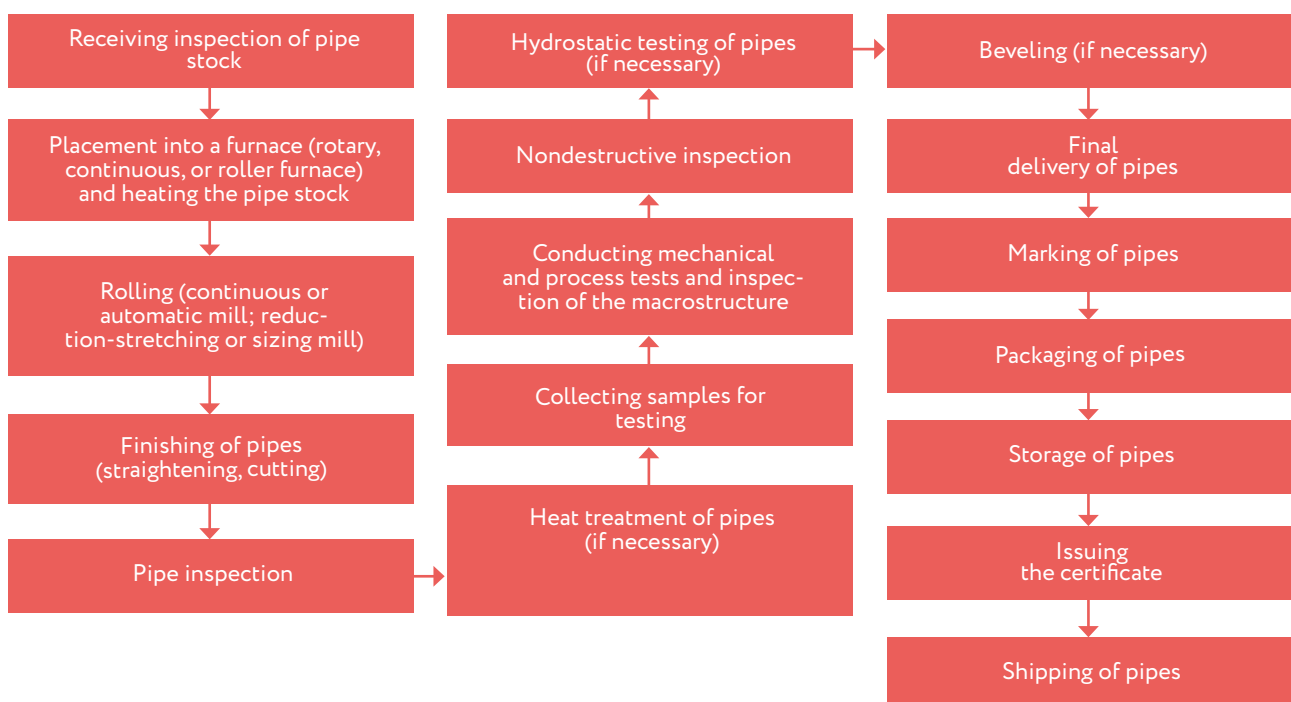 Receiving inspection of pipe
stock
Placement into a furnace (rotary,
continuous, or roller furnace)
and heating the pipe stock
Rolling (continuous or
automatic mill; reduc-
tion-stretching or sizing mill)
Finishing of pipes
(straightening, cutting)
Pipe inspection
Heat treatment of pipes
(if necessary)
Collecting samples for
testing
Conducting mechanical
and process tests and inspec-
tion of the macrostructure
Nondestructive inspection
Hydrostatic testing of pipes
(if necessary)
Beveling (if necessary)
Final
delivery of pipes
Marking of pipes
Packaging of pipes
Storage of pipes
Issuing
the certificate
Shipping of pipes